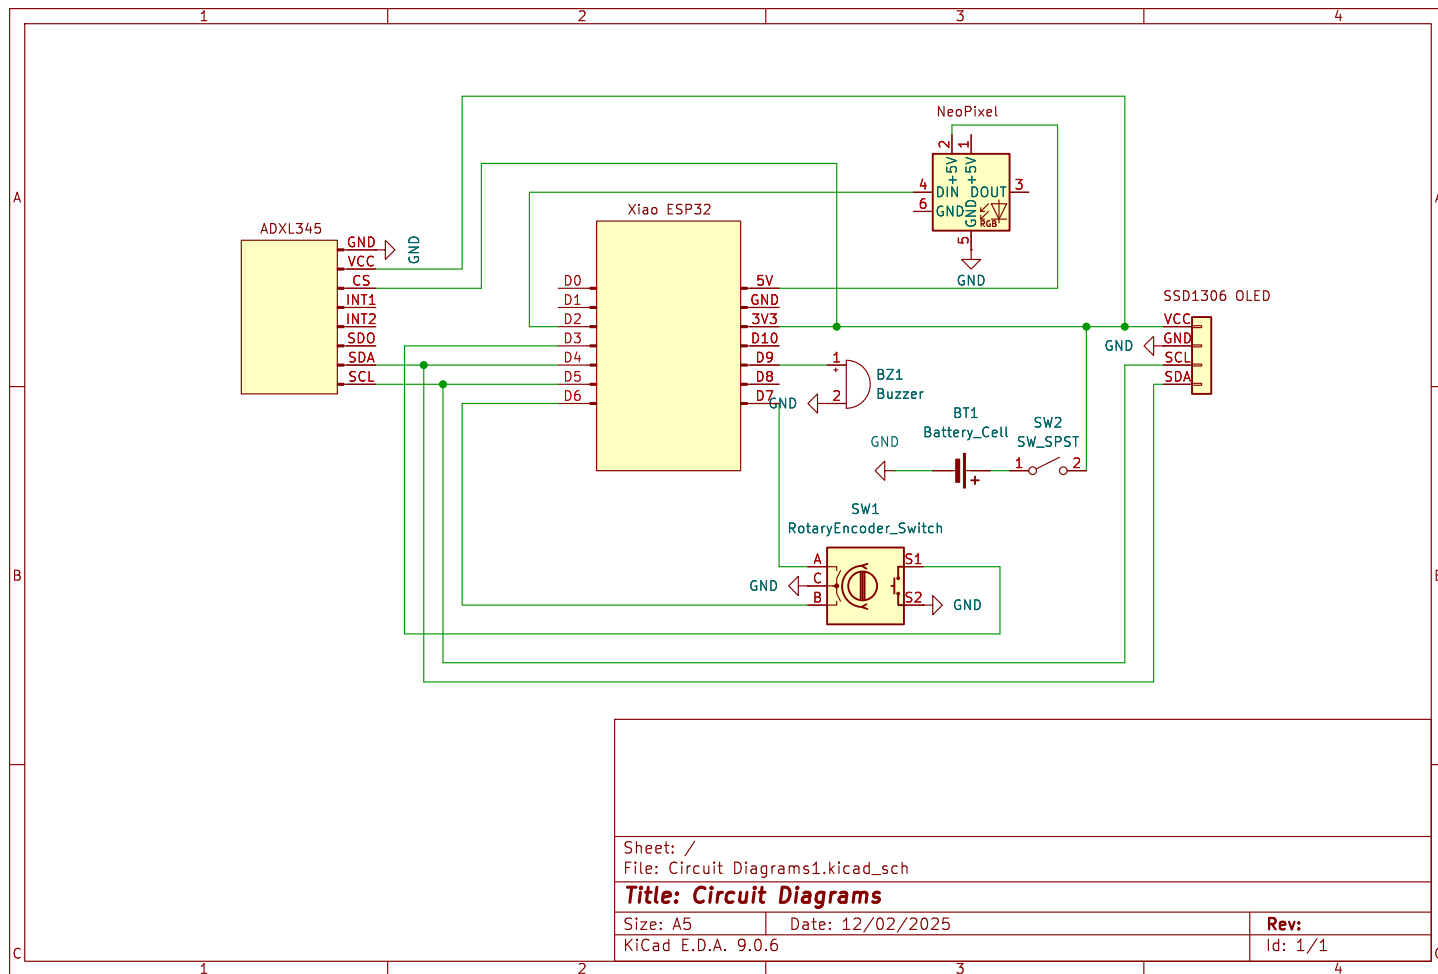 1 2 3 4
A
B
C
NeoPixel
2 1
+5V +5V
4 DIN DOUT 3
6 GND GND
RGB
5
GND
Xiao ESP32
D0
D1
D2
D3
D4
D5
D6
5V
GND
3V3
D10
D9
D8
D7
ADXL345
GND
GND
VCC
CS
INT1
INT2
SDO
SDA
SCL
SSD1306 OLED
VCC
GND GND
SCL
SDA
1
+
2
GND
BZ1
Buzzer
BT1
Battery_Cell
GND
+
SW2
SW_SPST
1 2
SW1
RotaryEncoder_Switch
A S1
GND C
B S2 GND
Sheet: /
File: Circuit Diagrams1.kicad_sch
Title: Circuit Diagrams
Size: A5 Date: 12/02/2025 Rev:
KiCad E.D.A. 9.0.6 Id: 1/1
1 2 3 4